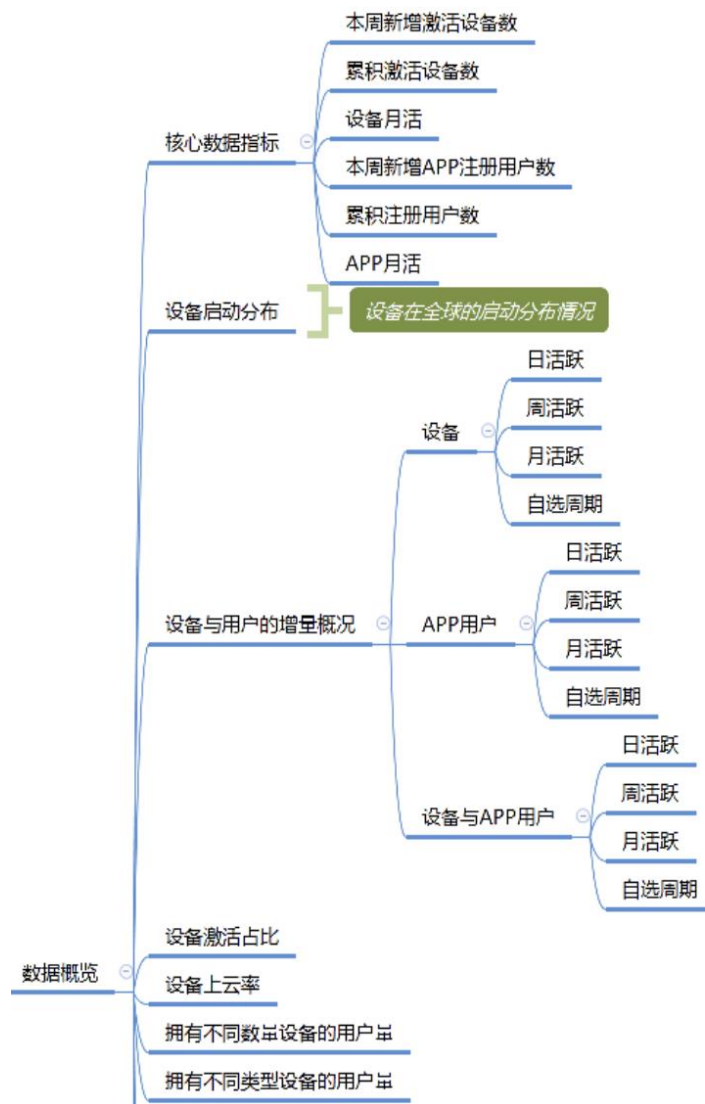 本周新增激活设备数
累积激活设备数
设备月活
核心数据指标
本周新增APP注册用户数
累积注册用户数
APP月活
设备启动分布
设备在全球的启动分布情况
日活跃
周活跃
设备
月活跃
自选周期
日活跃
周活跃
设备与用户的增量概况
APP用户
月活跃
自选周期
日活跃
周活跃
设备与APP用户
月活跃
自选周期
设备激活占比
数据概览
设备上云率
拥有不同数量设备的用户量
拥有不同类型设备的用户量